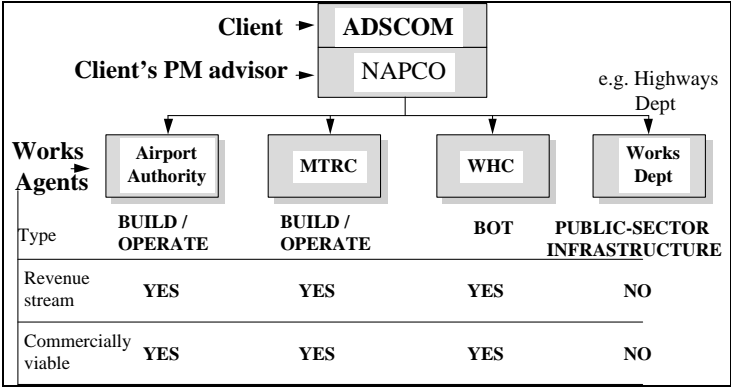 Client ADSCOM
Client's PM advisor NAPCO
e.g. Highways
Dept
Works
Agents
Airport
Authority
MTRC
WHC
Works
Dept
Type
BUILD /
OPERATE
BUILD /
OPERATE
BOT
PUBLIC-SECTOR
INFRASTRUCTURE
Revenue
stream
YES YES YES NO
Commercially
viable
YES YES YES NO